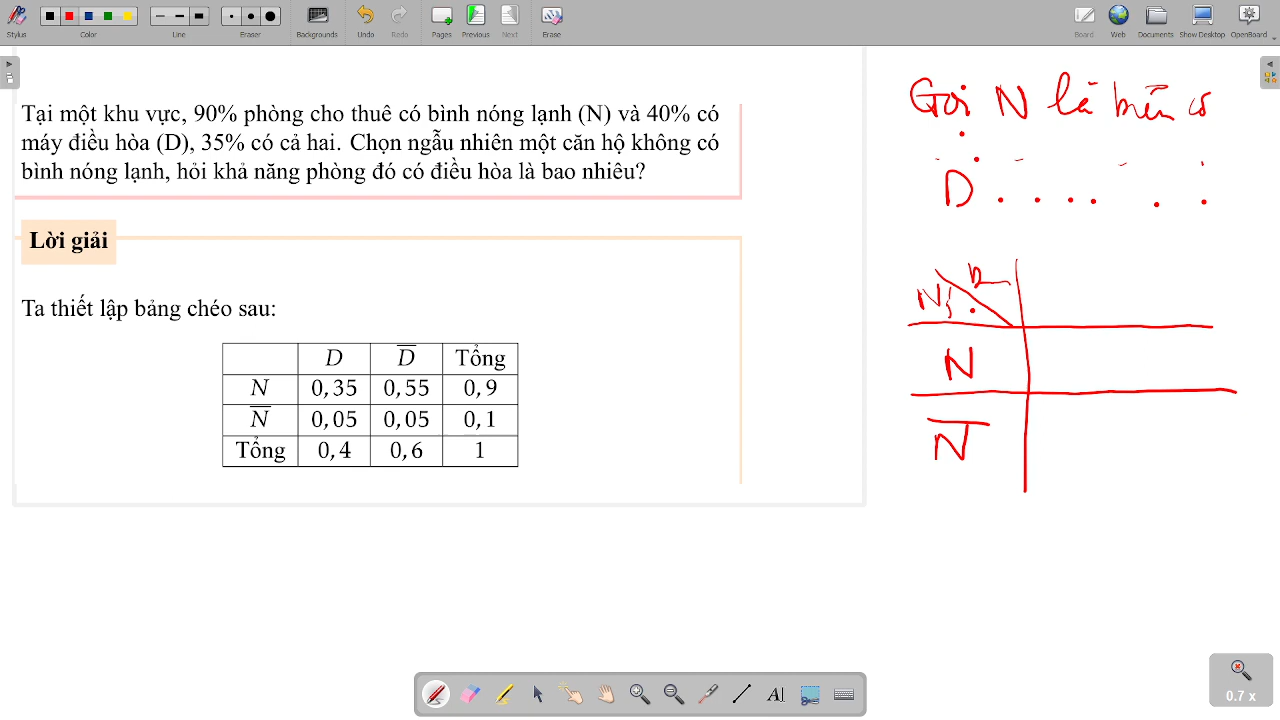 Stylus
Color
Line
Eraser
Backgrounds
Undo
Redo
Pages
Previous
Next
Erase
Board
Web
Documents
Show Desktop
OpenBoard
Tại một khu vực, 90% phòng cho thuê có bình nóng lạnh (N) và 40% có
máy điều hòa (D), 35% có cả hai. Chọn ngẫu nhiên một căn hộ không có
bình nóng lạnh, hỏi khả năng phòng đó có điều hòa là bao nhiêu?
Lời giải
Ta thiết lập bảng chéo sau:
D D̅ Tổng
N 0,35 0,55 0,9
N̅ 0,05 0,05 0,1
Tổng 0,4 0,6 1
Gọi N là biến cố
D . . . . . .
N D
N
N̅
0.7 x